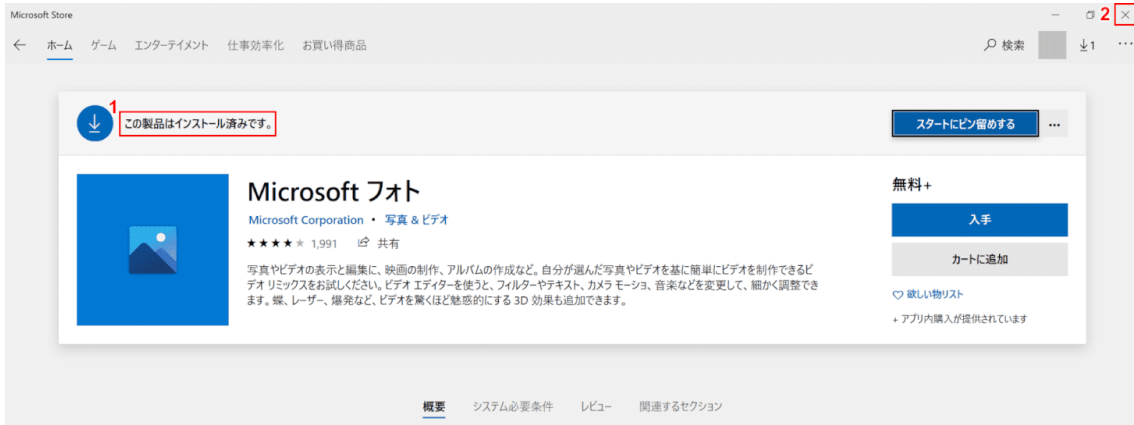 Microsoft Store
2
ホーム ゲーム エンターテイメント 仕事効率化 お買い得商品
検索
1
1
この製品はインストール済みです。
スタートにピン留めする
Microsoft フォト
Microsoft Corporation • 写真 & ビデオ
1,991 共有
写真やビデオの表示と編集に、映画の制作、アルバムの作成など。自分が選んだ写真やビデオを基に簡単にビデオを制作できるビ
デオ リミックスをお試しください。ビデオ エディターを使うと、フィルターやテキスト、カメラ モーショ、音楽などを変更して、細かく調整でき
ます。蝶、レーザー、爆発など、ビデオを驚くほど魅惑的にする 3D 効果も追加できます。
無料+
入手
カートに追加
欲しい物リスト
+ アプリ内購入が提供されています
概要 システム必要条件 レビュー 関連するセクション